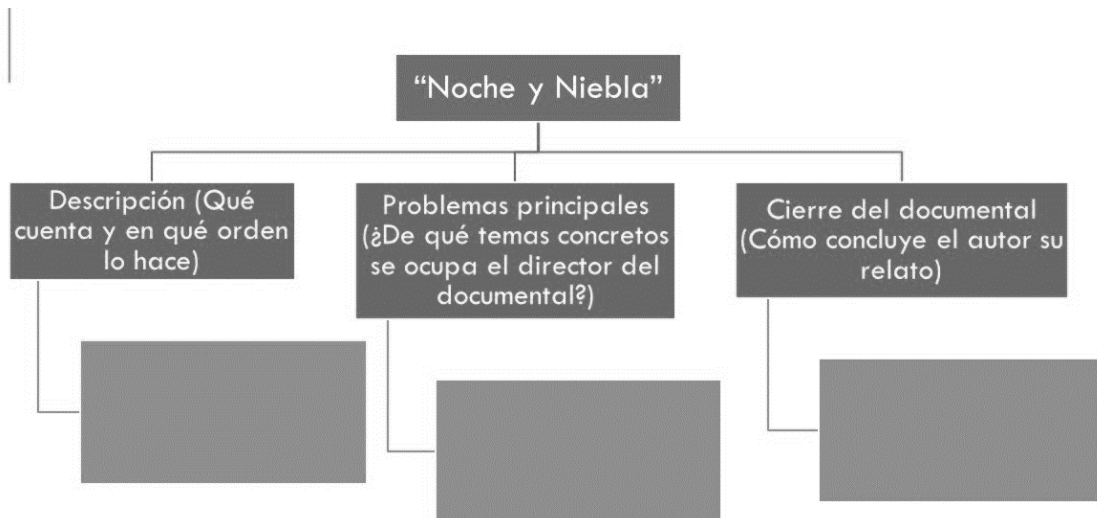 “Noche y Niebla”
Descripción (Qué
cuenta y en qué orden
lo hace)
Problemas principales
(¿De qué temas concretos
se ocupa el director del
documental?)
Cierre del documental
(Cómo concluye el autor su
relato)